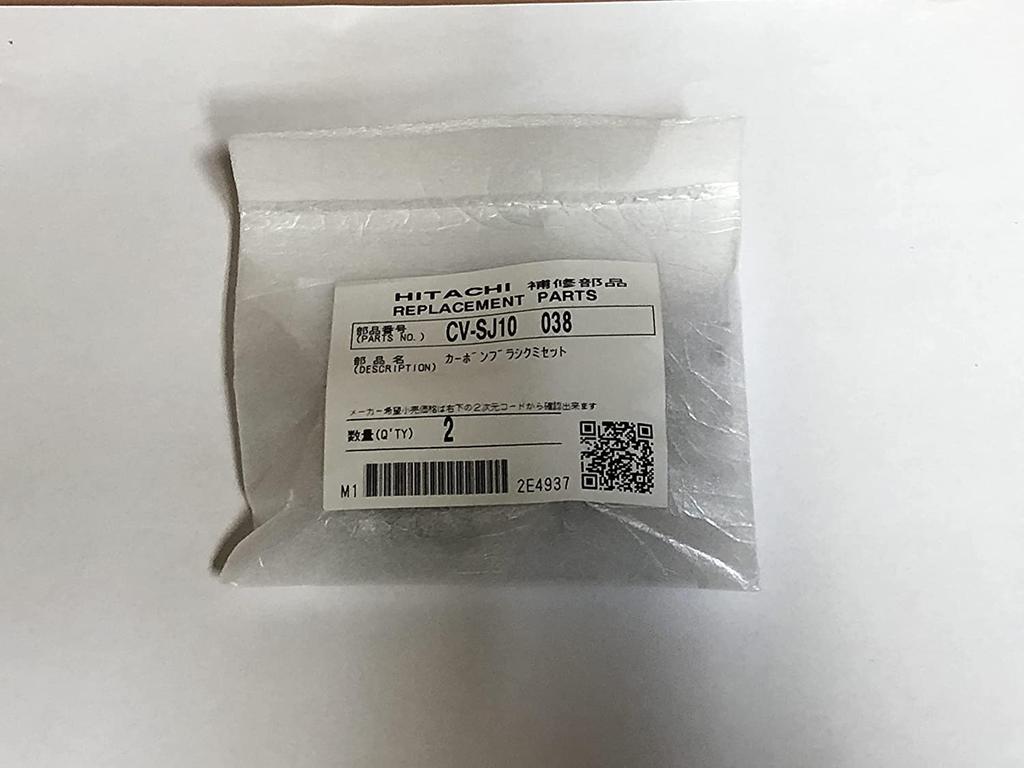 HITACHI 補修部品
REPLACEMENT PARTS
部品番号
(PARTS NO.) CV-SJ10 038
部品名 カーボンブラシクミセット
(DESCRIPTION)
メーカー希望小売価格は右下の2次元コードから確認出来ます
数量(Q'TY) 2
M1 2E4937